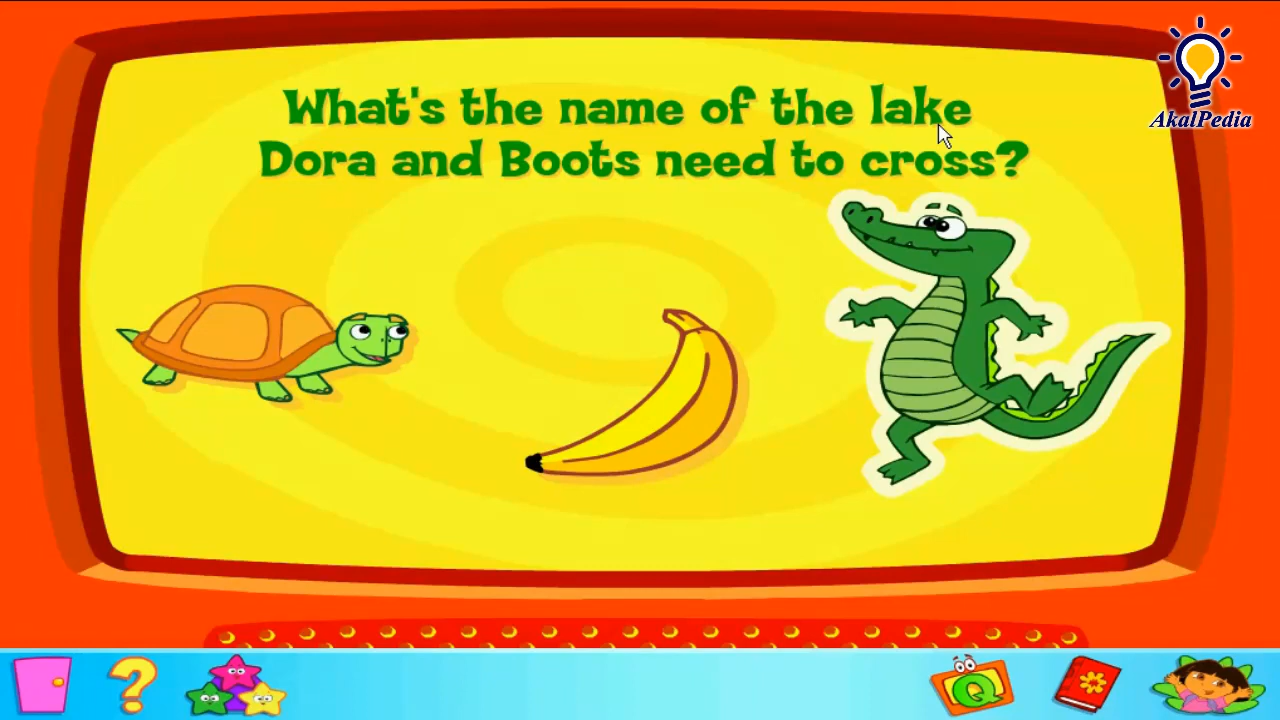 What's the name of the lake
Dora and Boots need to cross?
AkalPedia
?
Q